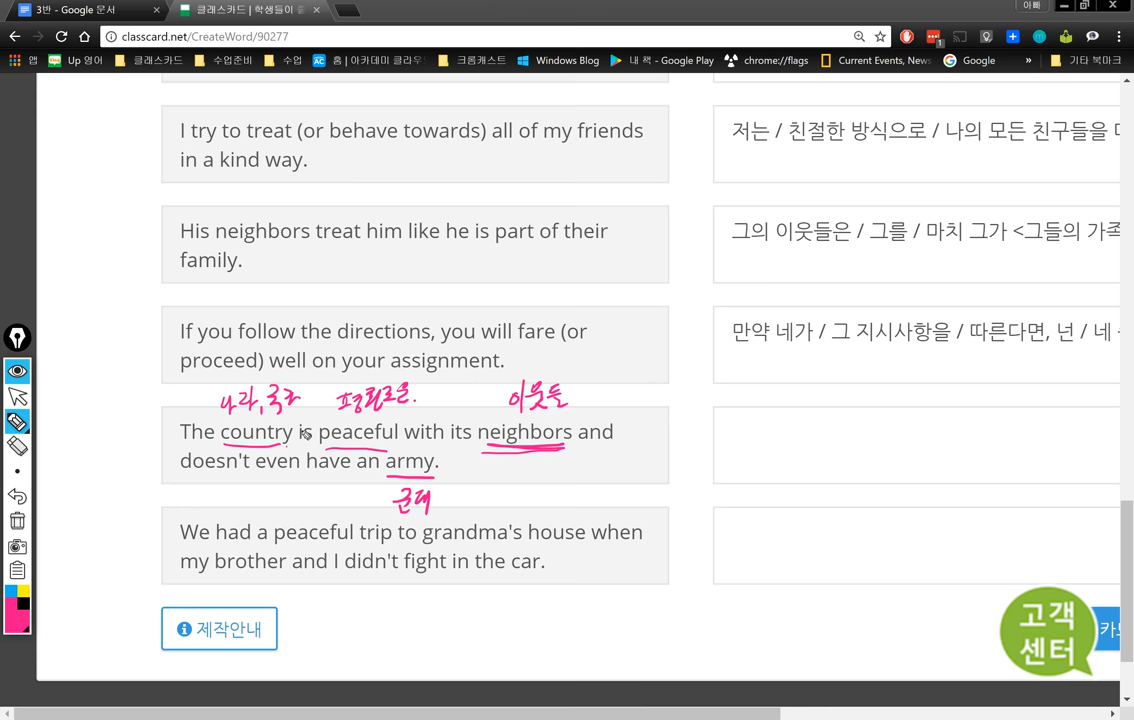 3반 - Google 문서
클래스카드 | 학생들이 좋
아빠
classcard.net/CreateWord/90277
앱
Up 영어
클래스카드
수업준비
수업
홈 | 아카데미 클라우
크롬캐스트
Windows Blog
내 책 - Google Play
chrome://flags
Current Events, News
Google
»
기타 북마크
I try to treat (or behave towards) all of my friends
in a kind way.
저는 / 친절한 방식으로 / 나의 모든 친구들을
His neighbors treat him like he is part of their
family.
그의 이웃들은 / 그를 / 마치 그가 <그들의 가족
If you follow the directions, you will fare (or
proceed) well on your assignment.
만약 네가 / 그 지시사항을 / 따른다면, 넌 / 네
나라, 국가 평화로운. 이웃들
The country is peaceful with its neighbors and
doesn't even have an army.
군대
We had a peaceful trip to grandma's house when
my brother and I didn't fight in the car.
제작안내
고객
센터